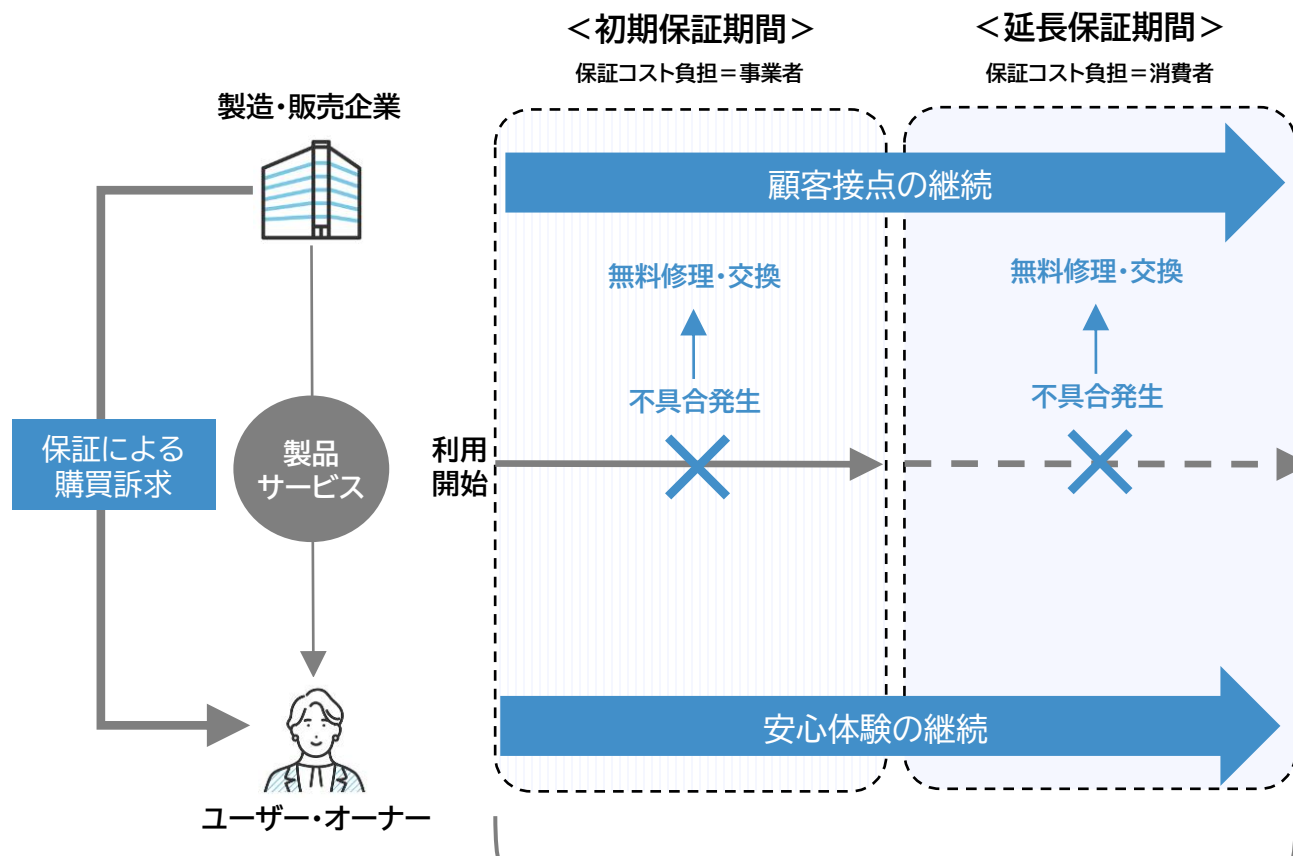 ＜初期保証期間＞
保証コスト負担＝事業者
＜延長保証期間＞
保証コスト負担＝消費者
製造・販売企業
顧客接点の継続
無料修理・交換
無料修理・交換
不具合発生
不具合発生
保証による
購買訴求
製品
サービス
利用
開始
安心体験の継続
ユーザー・オーナー